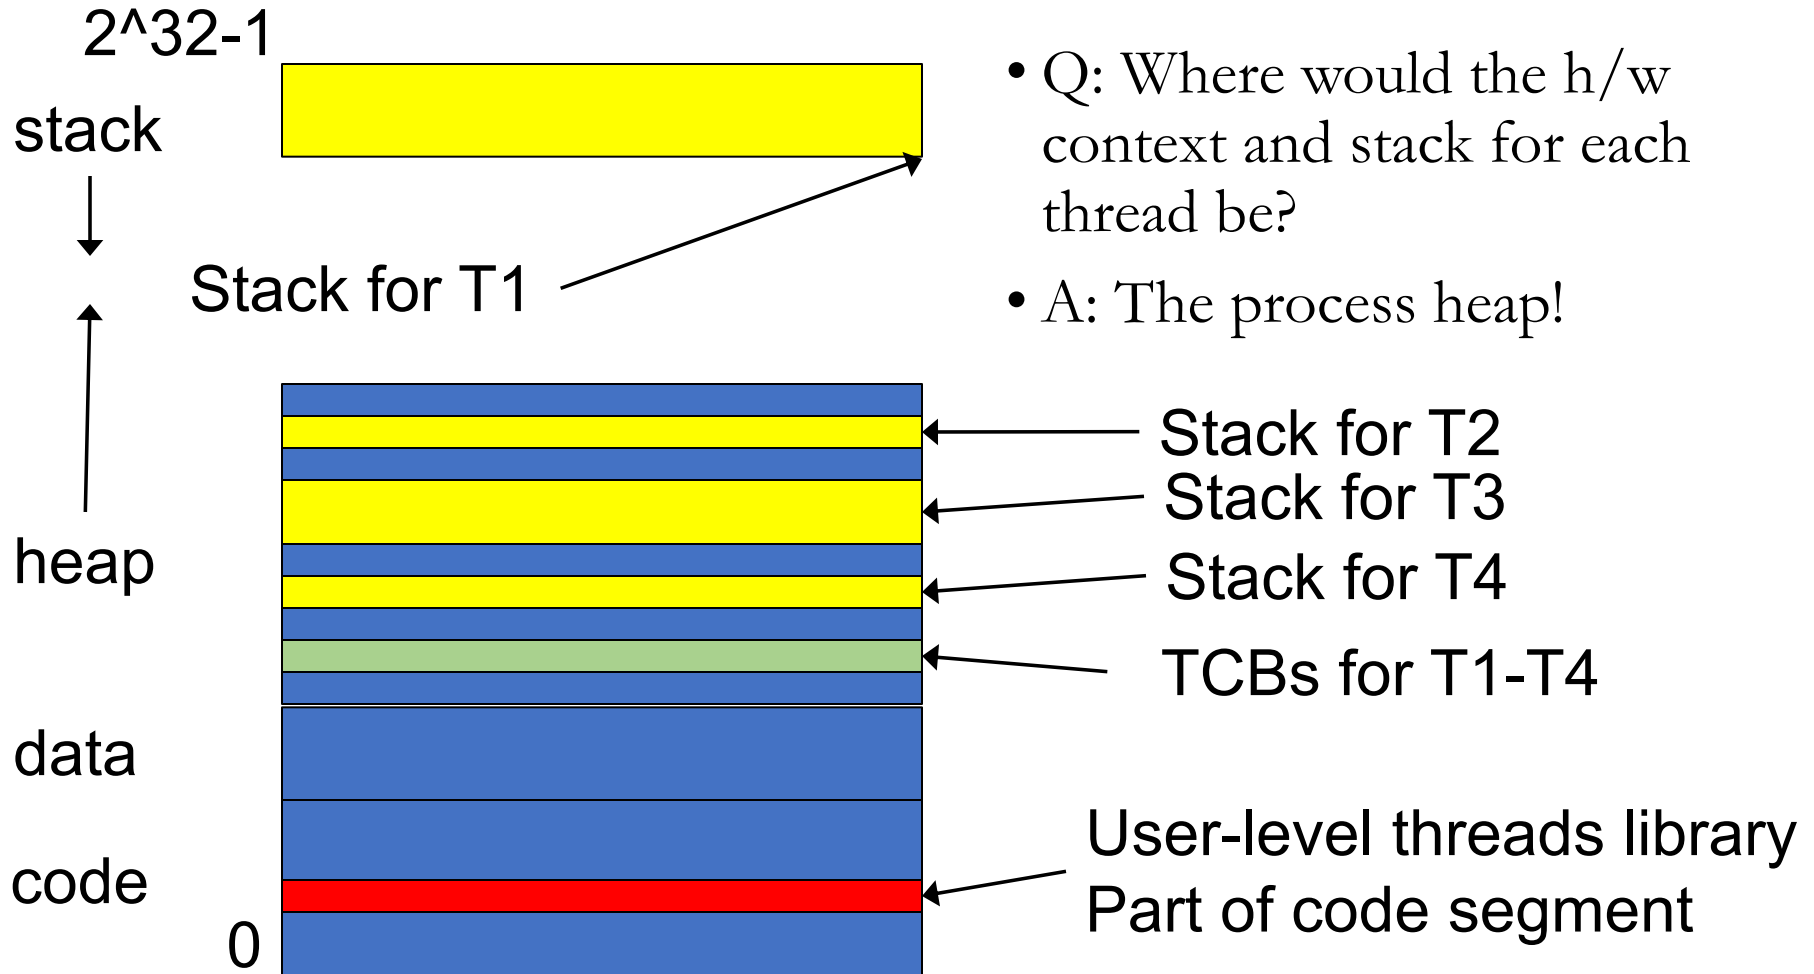 2^32-1
stack
Stack for T1
heap
data
code
0
• Q: Where would the h/w
context and stack for each
thread be?
• A: The process heap!
Stack for T2
Stack for T3
Stack for T4
TCBs for T1-T4
User-level threads library
Part of code segment